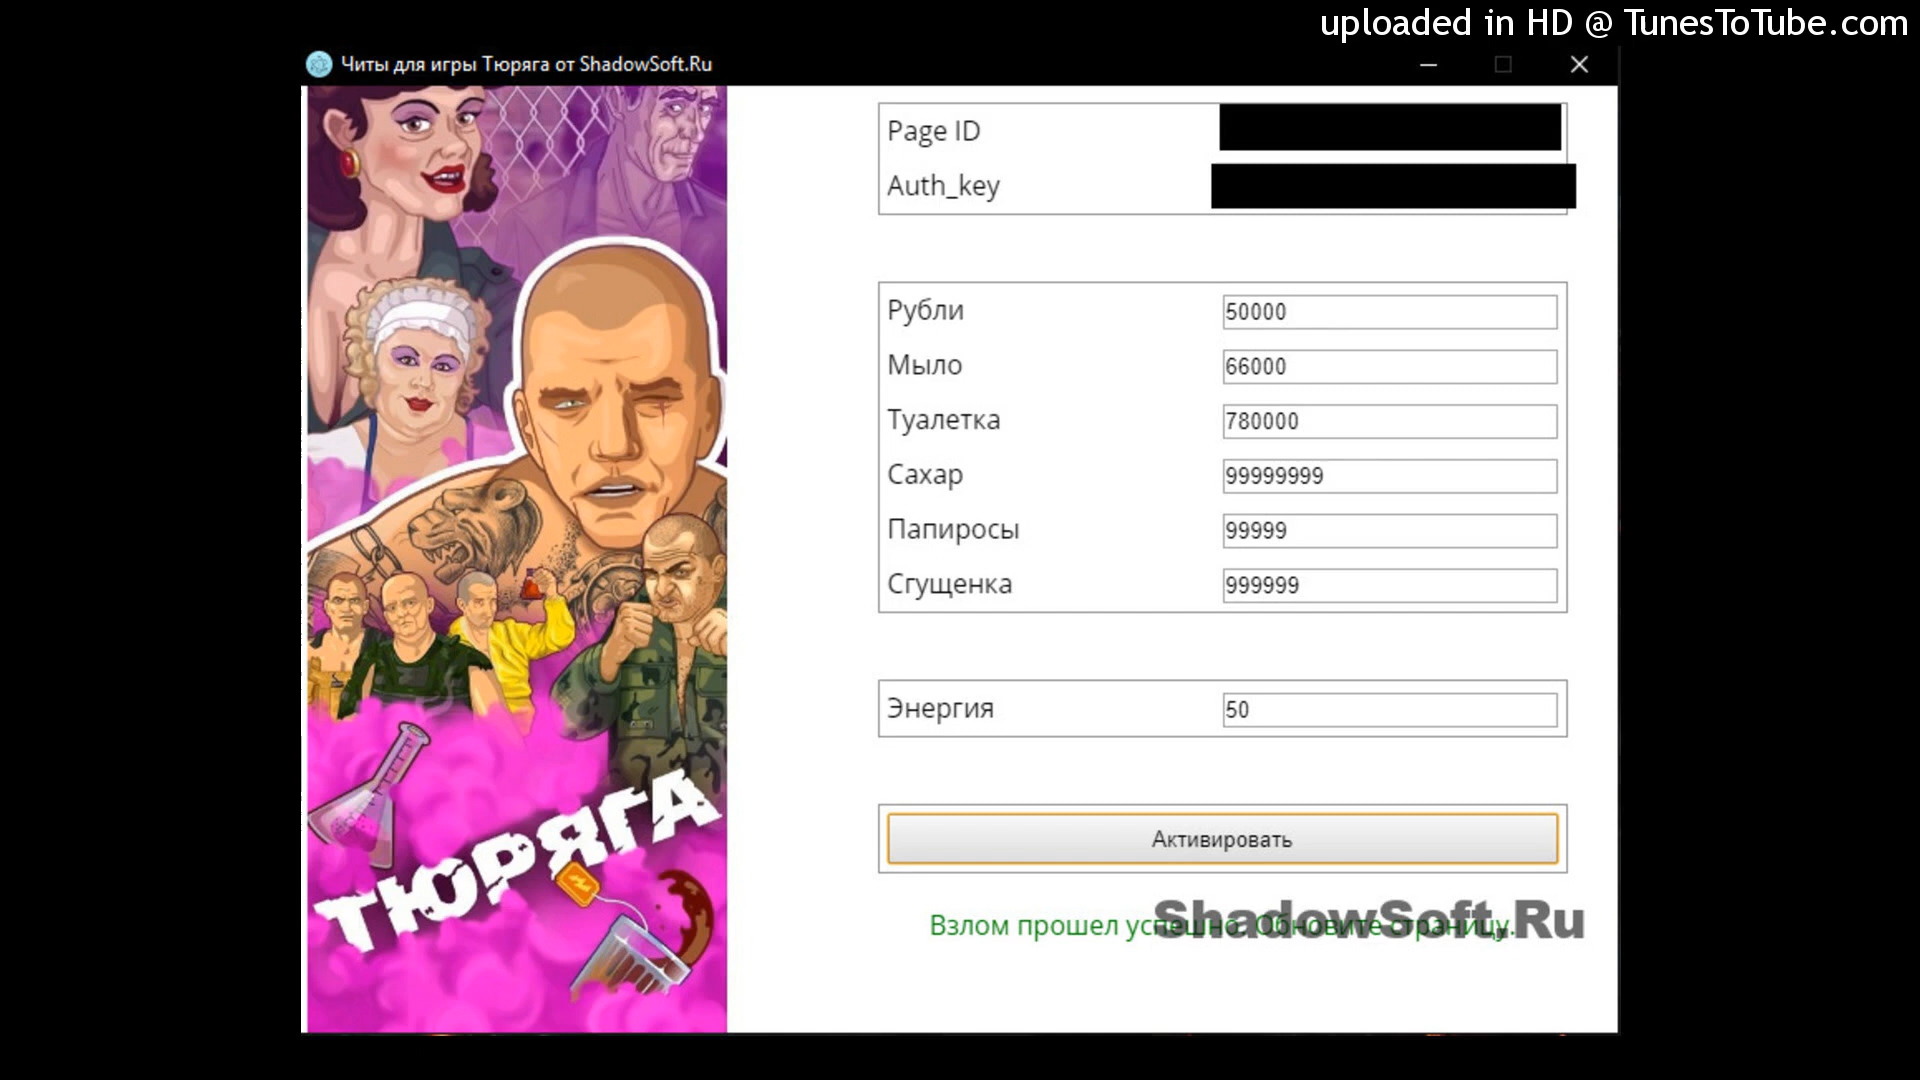 uploaded in HD @ TunesToTube.com
Читы для игры Тюряга от ShadowSoft.Ru
Page ID
Auth_key
Рубли 50000
Мыло 66000
Туалетка 780000
Сахар 99999999
Папиросы 99999
Сгущенка 999999
Энергия 50
Активировать
Взлом прошел успешно. Обновите страницу.
ShadowSoft.Ru
ТЮРЯГА